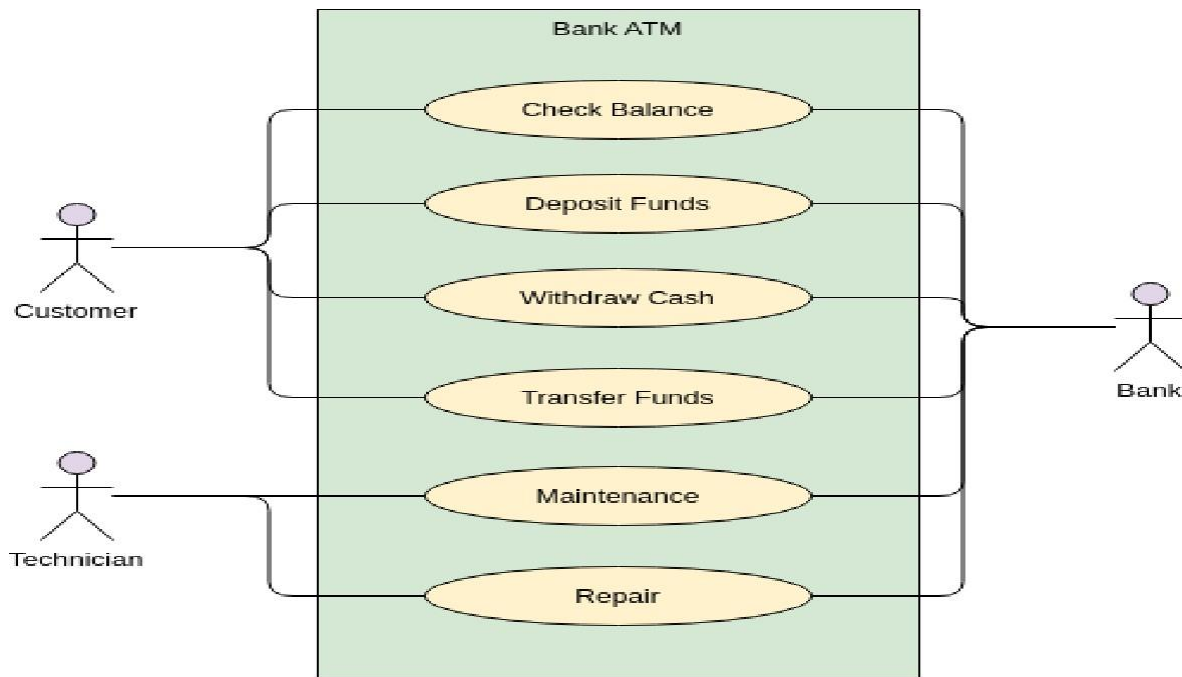 Bank ATM
Check Balance
Deposit Funds
Withdraw Cash
Transfer Funds
Maintenance
Repair
Customer
Technician
Bank